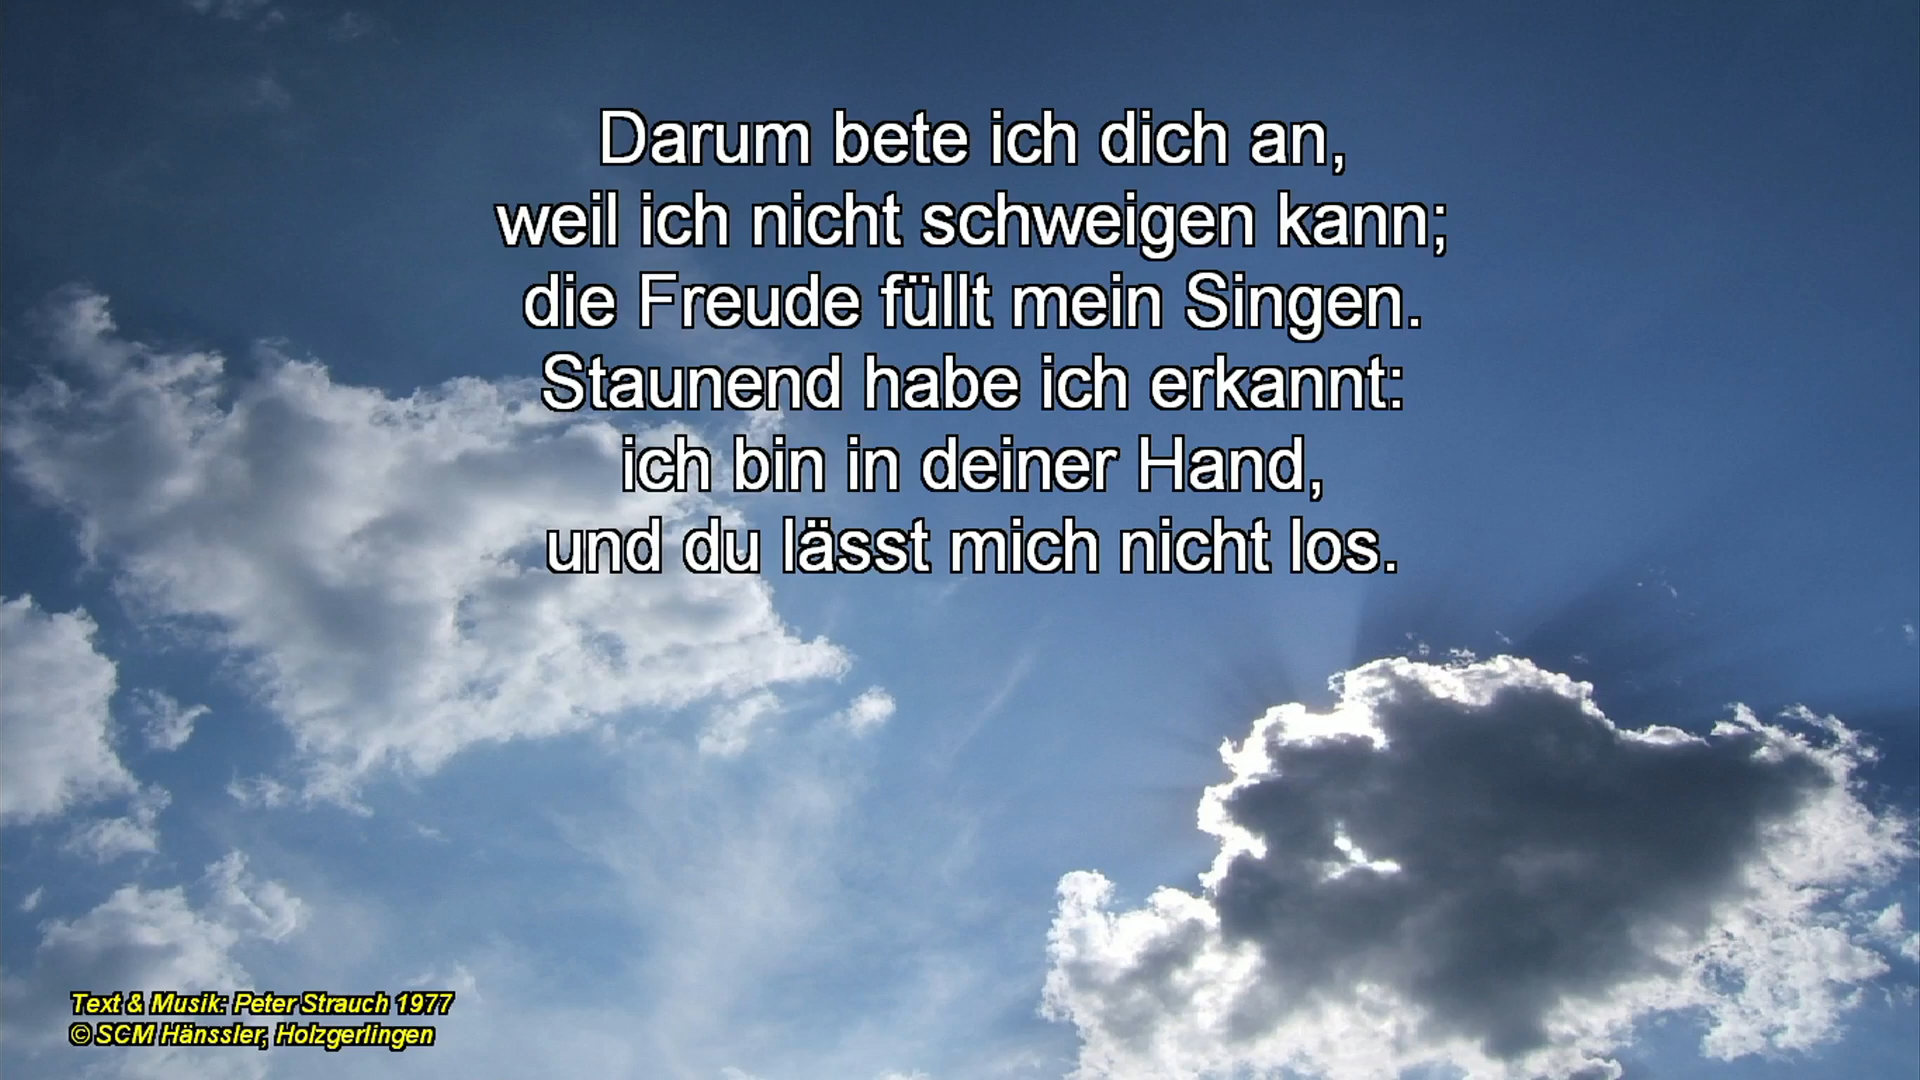 Darum bete ich dich an,
weil ich nicht schweigen kann;
die Freude füllt mein Singen.
Staunend habe ich erkannt:
ich bin in deiner Hand,
und du lässt mich nicht los.
Text & Musik: Peter Strauch 1977
© SCM Hänssler, Holzgerlingen